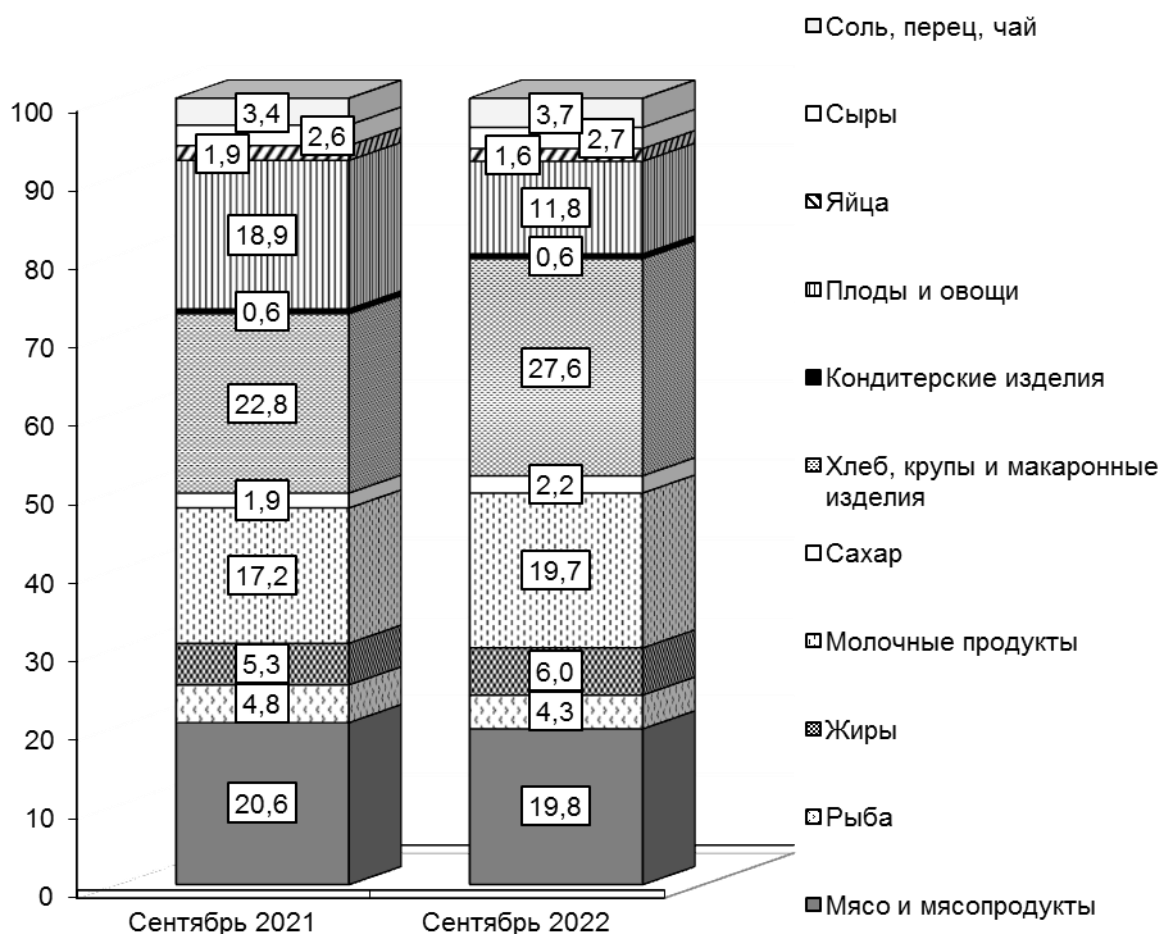 Соль, перец, чай
Сыры
Яйца
Плоды и овощи
Кондитерские изделия
Хлеб, крупы и макаронные
изделия
Сахар
Молочные продукты
Жиры
Рыба
Мясо и мясопродукты
100
90
80
70
60
50
40
30
20
10
0
3,4
2,6
1,9
18,9
0,6
22,8
1,9
17,2
5,3
4,8
20,6
3,7
2,7
1,6
11,8
0,6
27,6
2,2
19,7
6,0
4,3
19,8
Сентябрь 2021
Сентябрь 2022